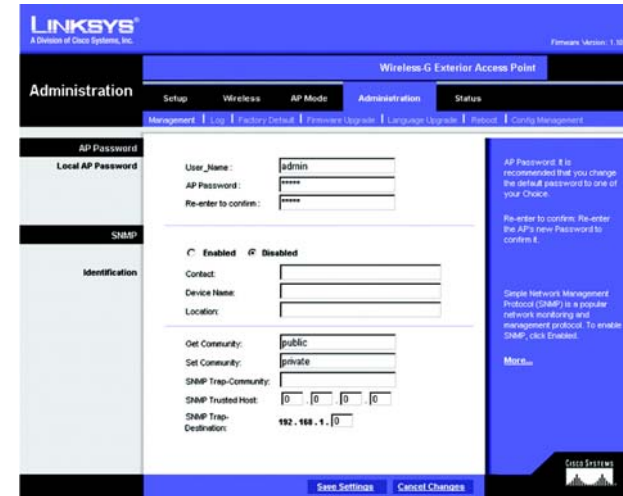 LINKSYS®
A Division of Cisco Systems, Inc.
Firmware Version: 1.10
Wireless-G Exterior Access Point
Administration
Setup Wireless AP Mode Administration Status
Management | Log | Factory Default | Firmware Upgrade | Language Upgrade | Reboot | Config Management
AP Password
Local AP Password
User_Name :
admin
AP Password :
*****
Re-enter to confirm :
*****
AP Password: It is
recommended that you change
the default password to one of
your Choice.
Re-enter to confirm: Re-enter
the AP's new Password to
confirm it.
SNMP
Enabled Disabled
Identification
Contact:
Device Name:
Location:
Simple Network Management
Protocol (SNMP) is a popular
network monitoring and
management protocol. To enable
SNMP, click Enabled.
More...
Get Community:
public
Set Community:
private
SNMP Trap-Community:
SNMP Trusted Host:
0 . 0 . 0 . 0
SNMP Trap-
Destination:
192 . 168 . 1 . 0
Save Settings Cancel Changes
CISCO SYSTEMS